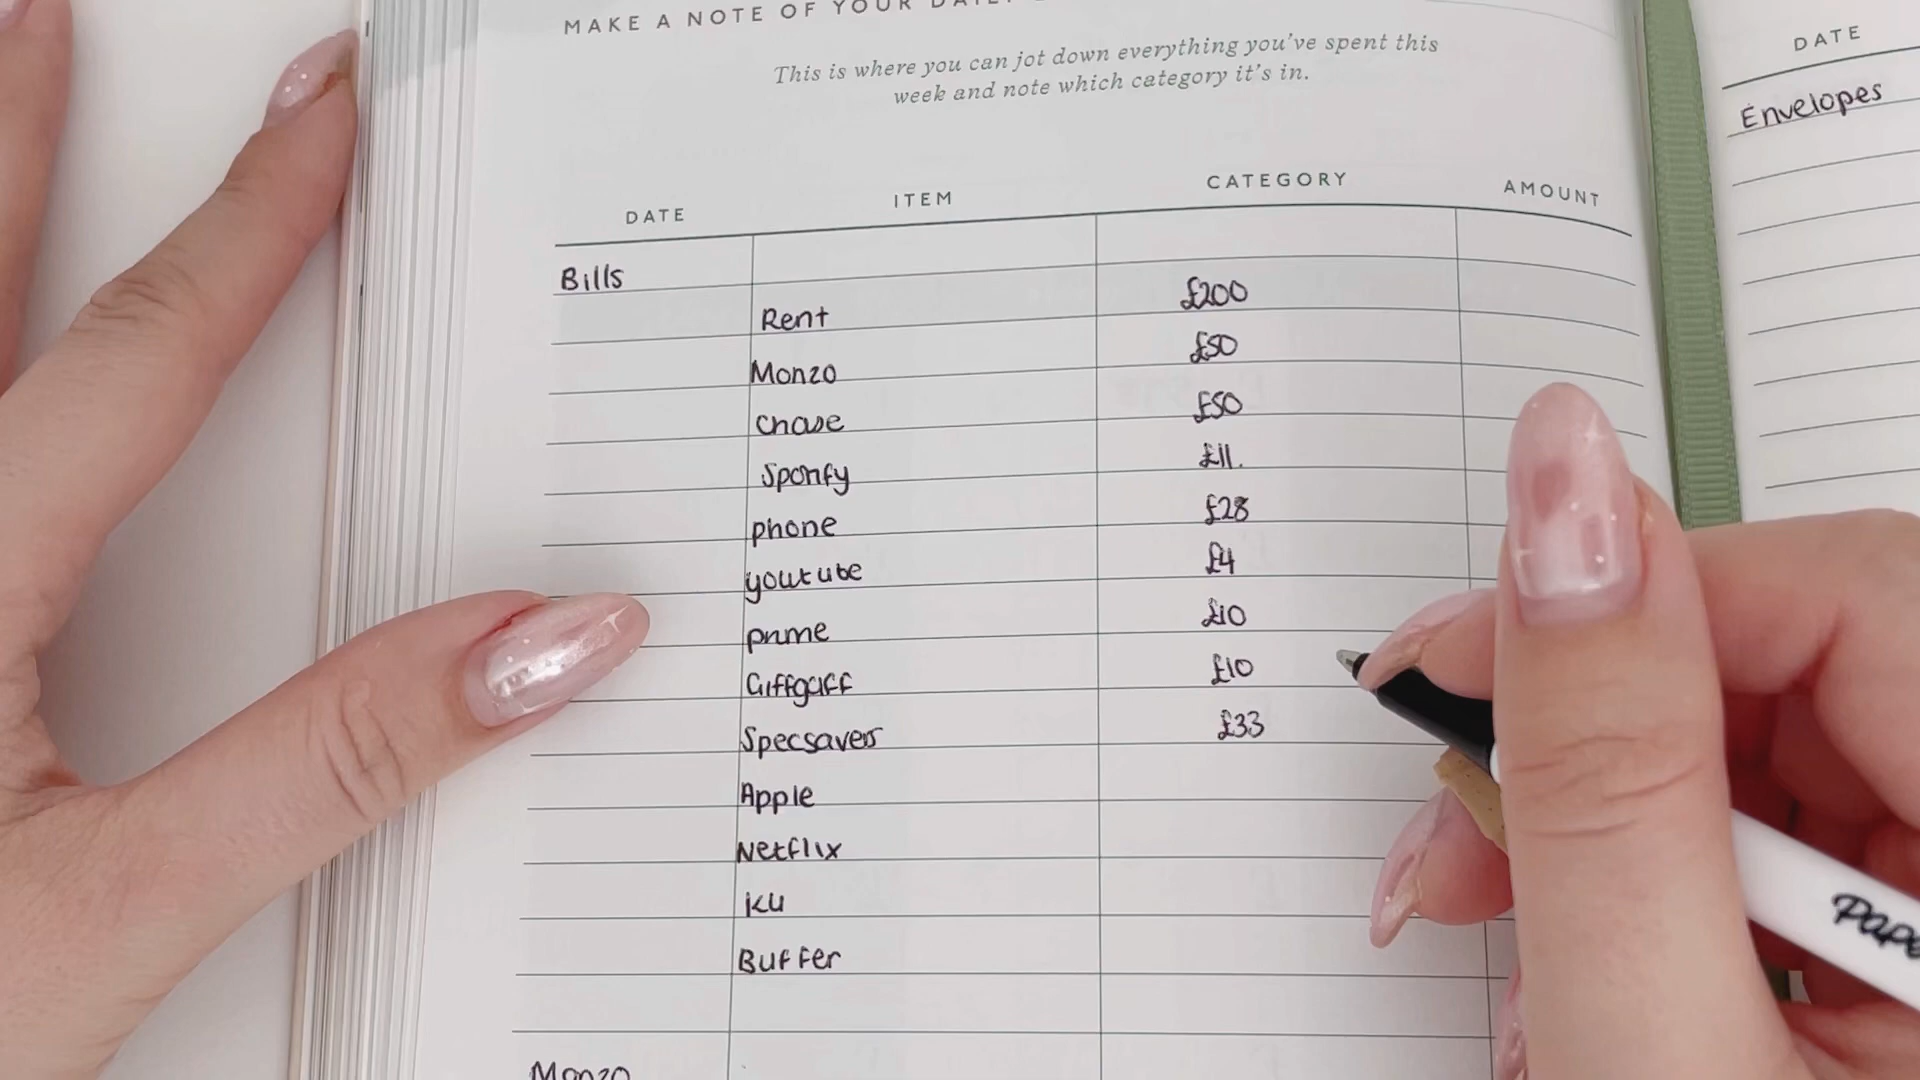 MAKE A NOTE OF YOUR
This is where you can jot down everything you've spent this
week and note which category it's in.
DATE ITEM CATEGORY AMOUNT
Bills
Rent £200
Monzo £50
Chase £50
Spotify £11.
phone £28
youtube £4
prime £10
Giffgaff £10
Specsavers £33
Apple
Netflix
KU
Buffer
Monzo
DATE
Envelopes
Pape